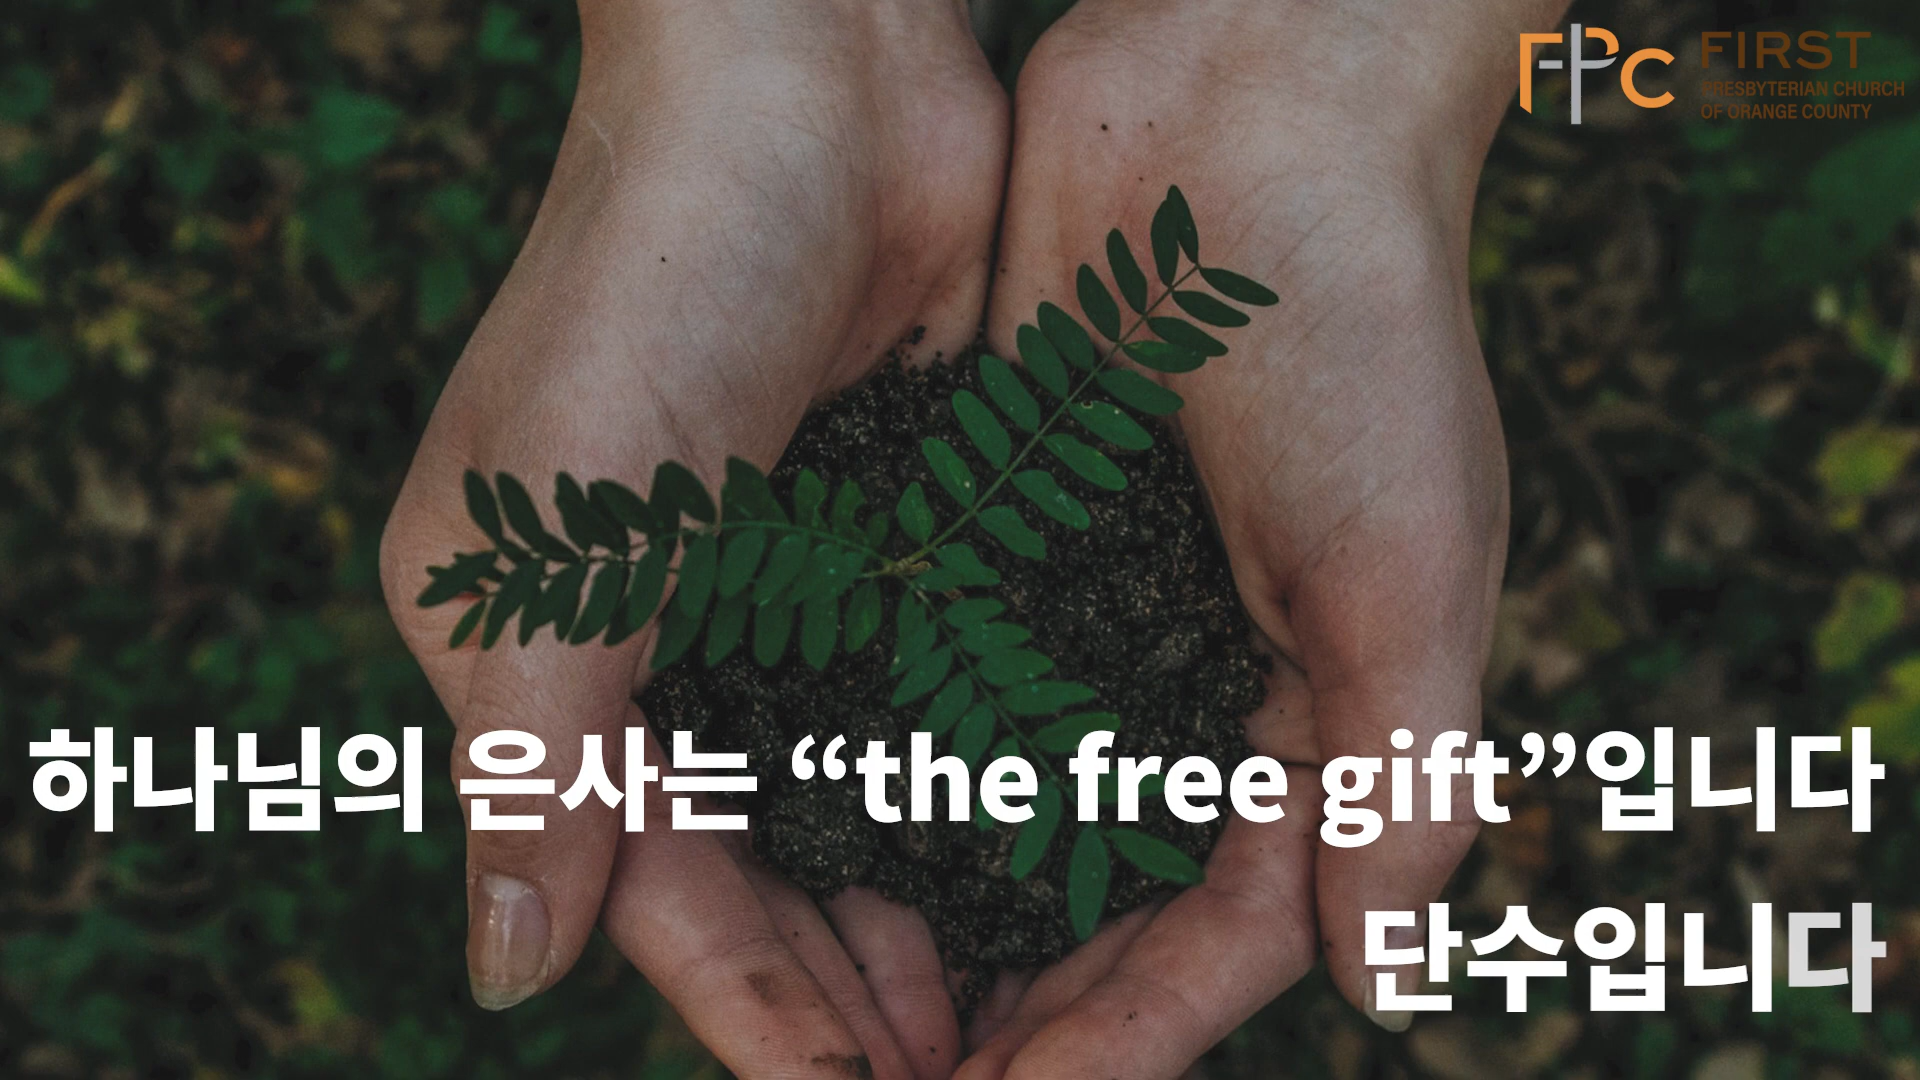 FPC FIRST
PRESBYTERIAN CHURCH
OF ORANGE COUNTY
하나님의 은사는 “the free gift”입니다
단수입니다